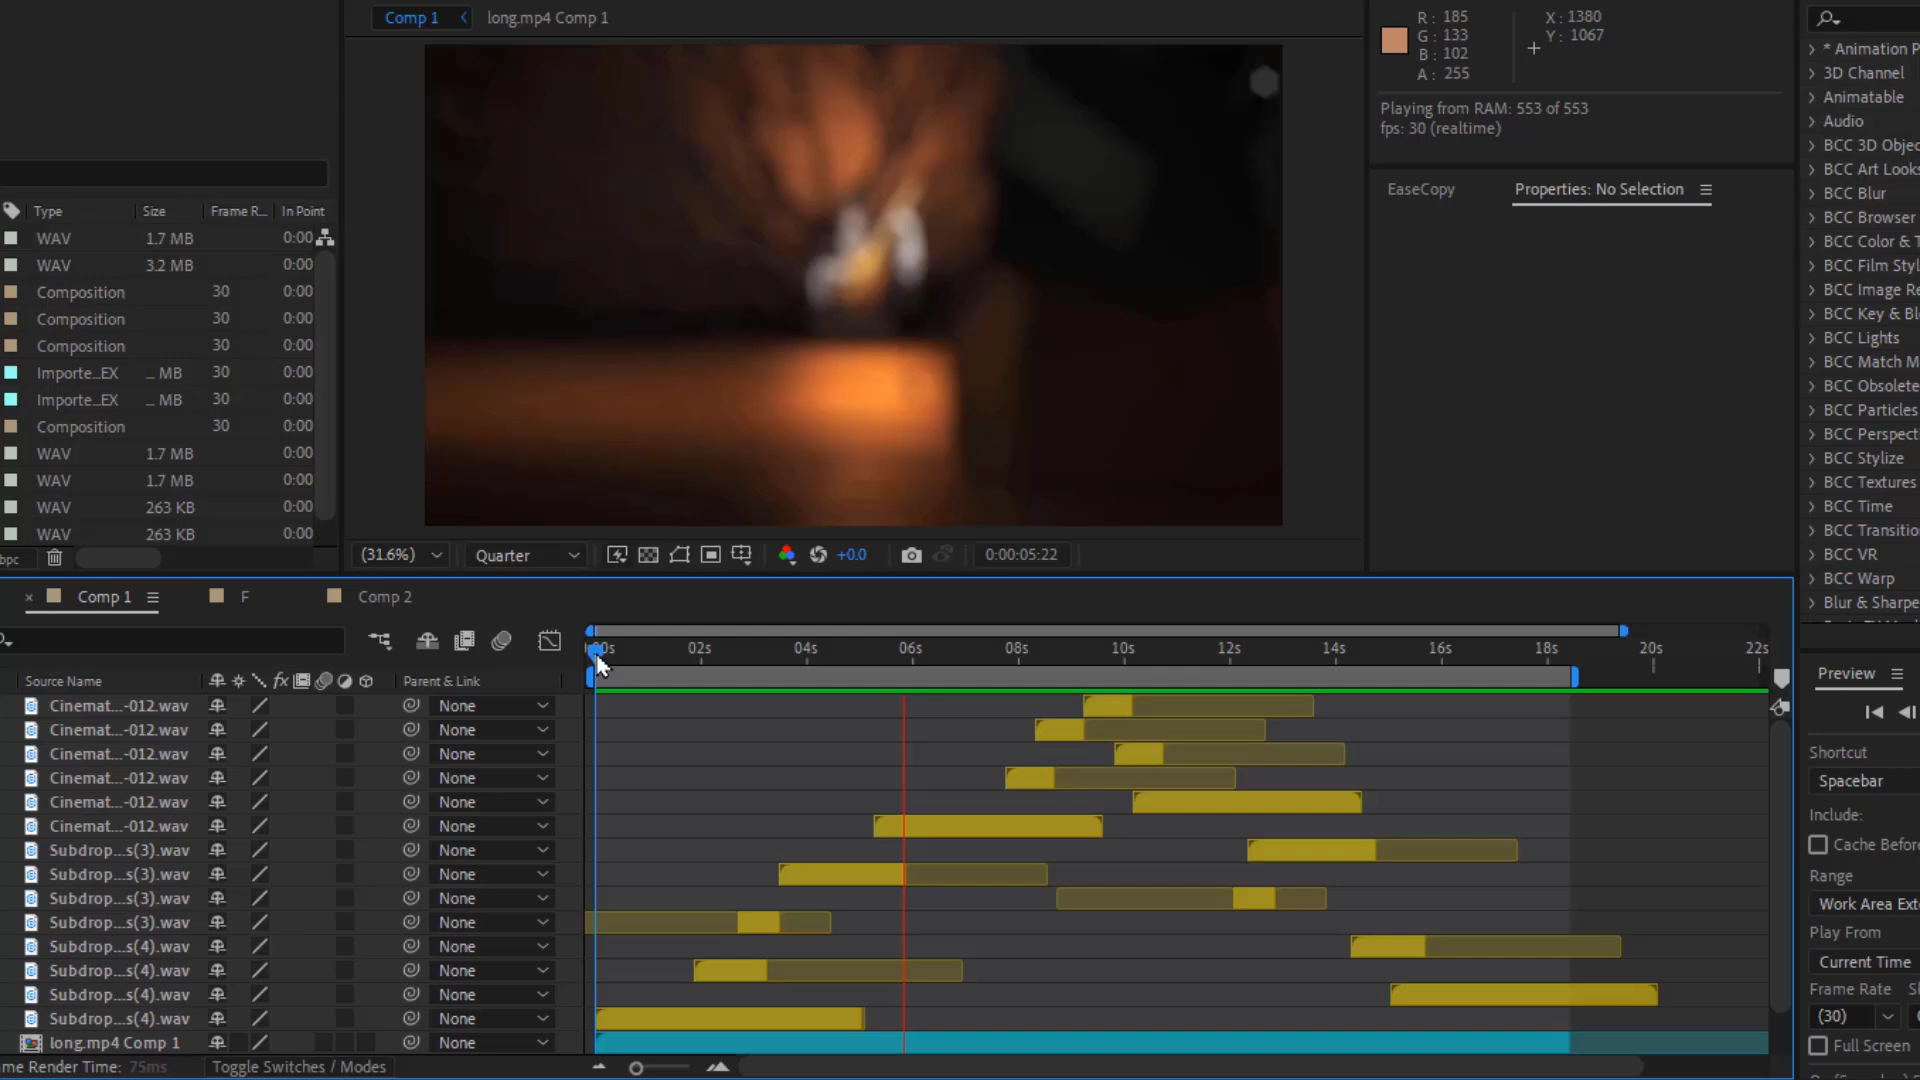 Comp 1
long.mp4 Comp 1
R: 185
G: 133
B: 102
A: 255
X: 1380
Y: 1067
Playing from RAM: 553 of 553
fps: 30 (realtime)
EaseCopy
Properties: No Selection
* Animation P
3D Channel
Animatable
Audio
BCC 3D Objec
BCC Art Looks
BCC Blur
BCC Browser
BCC Color & T
BCC Film Styl
BCC Image Re
BCC Key & Bl
BCC Lights
BCC Match M
BCC Obsolete
BCC Particles
BCC Perspecti
BCC Stylize
BCC Textures
BCC Time
BCC Transition
BCC VR
BCC Warp
Blur & Sharpe
Type Size Frame R... In Point
WAV 1.7 MB 0:00
WAV 3.2 MB 0:00
Composition 30 0:00
Composition 30 0:00
Composition 30 0:00
Importe...EX ... MB 30 0:00
Importe...EX ... MB 30 0:00
Composition 30 0:00
WAV 1.7 MB 0:00
WAV 1.7 MB 0:00
WAV 263 KB 0:00
WAV 263 KB 0:00
bpc
(31.6%) Quarter +0.0 0:00:05:22
Comp 1 F Comp 2
00s 02s 04s 06s 08s 10s 12s 14s 16s 18s 20s 22s
Source Name fx Parent & Link
Cinemat...-012.wav None
Cinemat...-012.wav None
Cinemat...-012.wav None
Cinemat...-012.wav None
Cinemat...-012.wav None
Cinemat...-012.wav None
Subdrop...s(3).wav None
Subdrop...s(3).wav None
Subdrop...s(3).wav None
Subdrop...s(3).wav None
Subdrop...s(4).wav None
Subdrop...s(4).wav None
Subdrop...s(4).wav None
Subdrop...s(4).wav None
long.mp4 Comp 1 None
me Render Time: 75ms Toggle Switches / Modes
Preview
Shortcut
Spacebar
Include:
Cache Before
Range
Work Area Exte
Play From
Current Time
Frame Rate
(30)
Full Screen